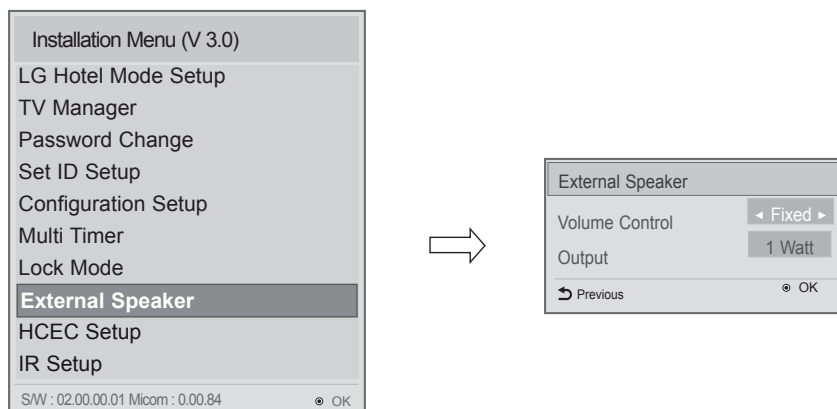 Installation Menu (V 3.0)
LG Hotel Mode Setup
TV Manager
Password Change
Set ID Setup
Configuration Setup
Multi Timer
Lock Mode
External Speaker
HCEC Setup
IR Setup
S/W : 02.00.00.01 Micom : 0.00.84 ◉ OK
External Speaker
Volume Control ◄ Fixed ►
Output 1 Watt
⮌ Previous ◉ OK